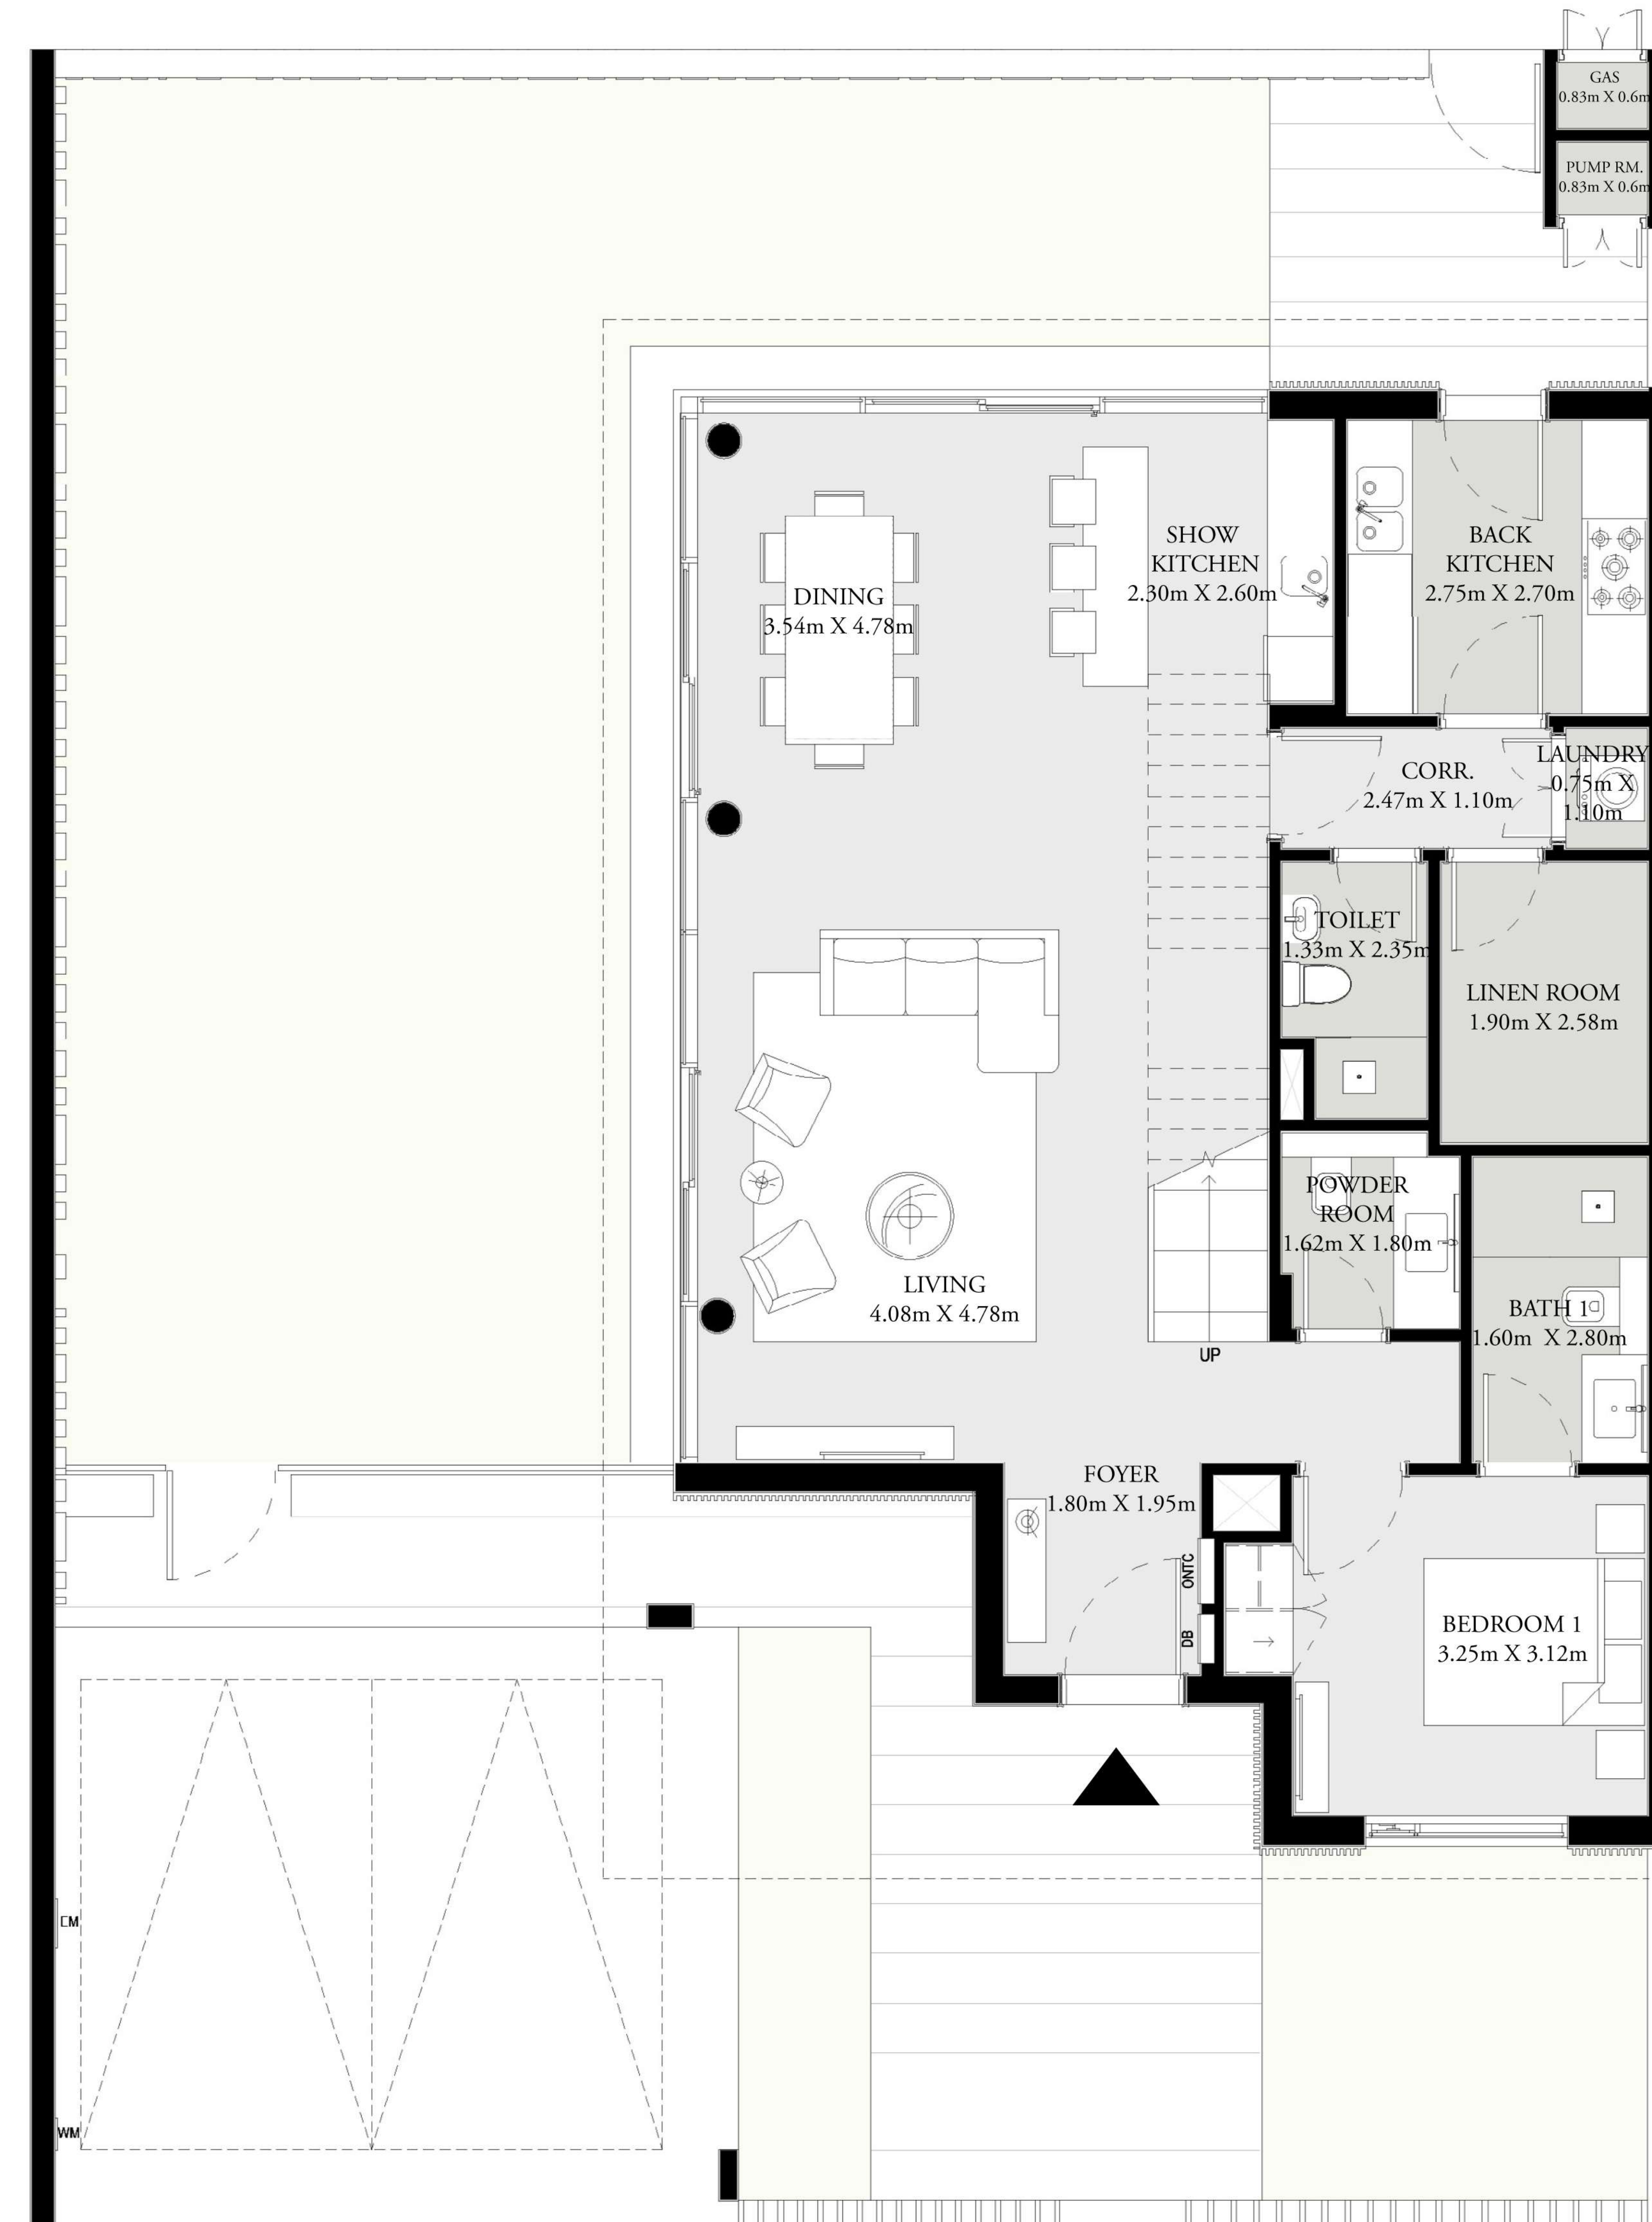 GAS
0.83m X 0.6m
PUMP RM.
0.83m X 0.6m
SHOW
KITCHEN
2.30m X 2.60m
BACK
KITCHEN
2.75m X 2.70m
DINING
3.54m X 4.78m
CORR.
2.47m X 1.10m
LAUNDRY
0.75m X
1.10m
TOILET
1.33m X 2.35m
LINEN ROOM
1.90m X 2.58m
POWDER
ROOM
1.62m X 1.80m
LIVING
4.08m X 4.78m
BATH 1
1.60m X 2.80m
UP
FOYER
1.80m X 1.95m
ONTC
DB
BEDROOM 1
3.25m X 3.12m
EM
WM